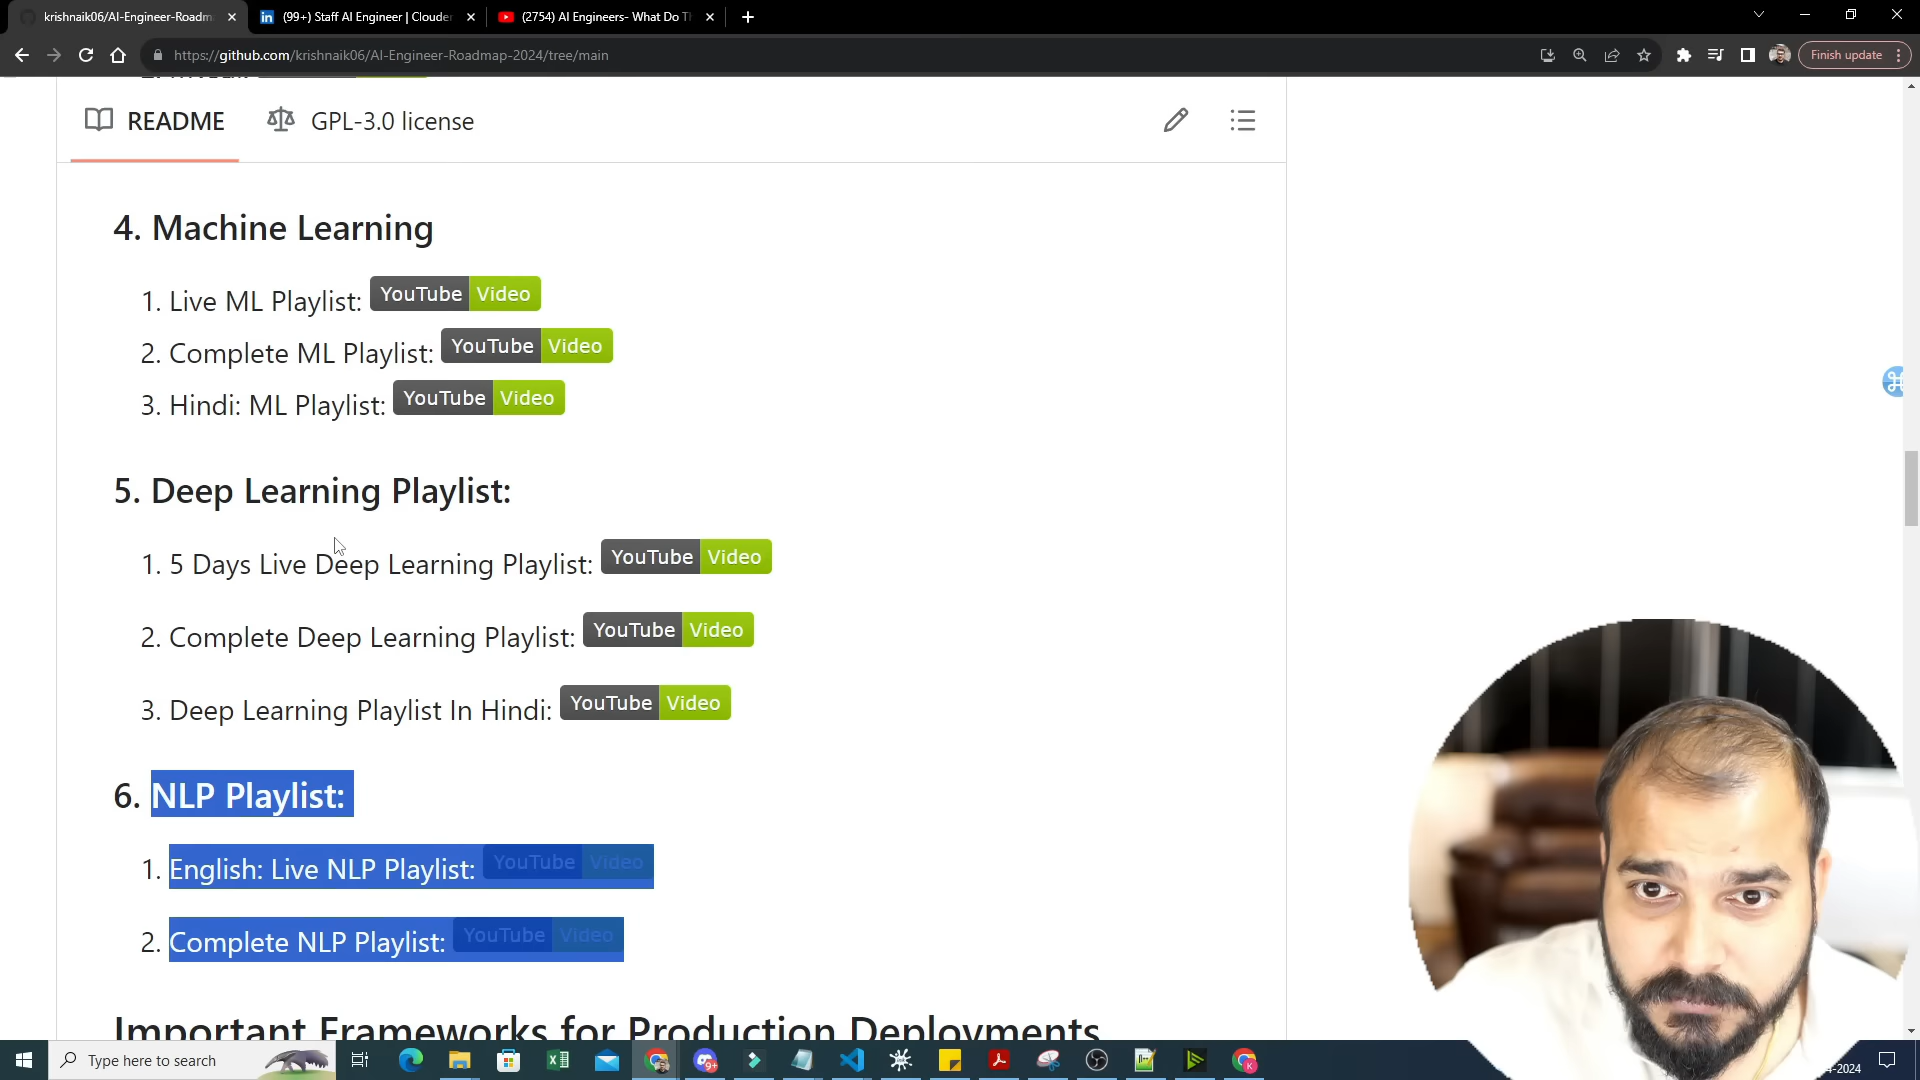 krishnaik06/AI-Engineer-Roadm
(99+) Staff AI Engineer | Clouder
(2754) AI Engineers- What Do Th
https://github.com/krishnaik06/AI-Engineer-Roadmap-2024/tree/main
Finish update
README
GPL-3.0 license
4. Machine Learning
1. Live ML Playlist: YouTube Video
2. Complete ML Playlist: YouTube Video
3. Hindi: ML Playlist: YouTube Video
5. Deep Learning Playlist:
1. 5 Days Live Deep Learning Playlist: YouTube Video
2. Complete Deep Learning Playlist: YouTube Video
3. Deep Learning Playlist In Hindi: YouTube Video
6. NLP Playlist:
1. English: Live NLP Playlist: YouTube Video
2. Complete NLP Playlist: YouTube Video
Important Frameworks for Production Deployments
Type here to search
9+
4-2024